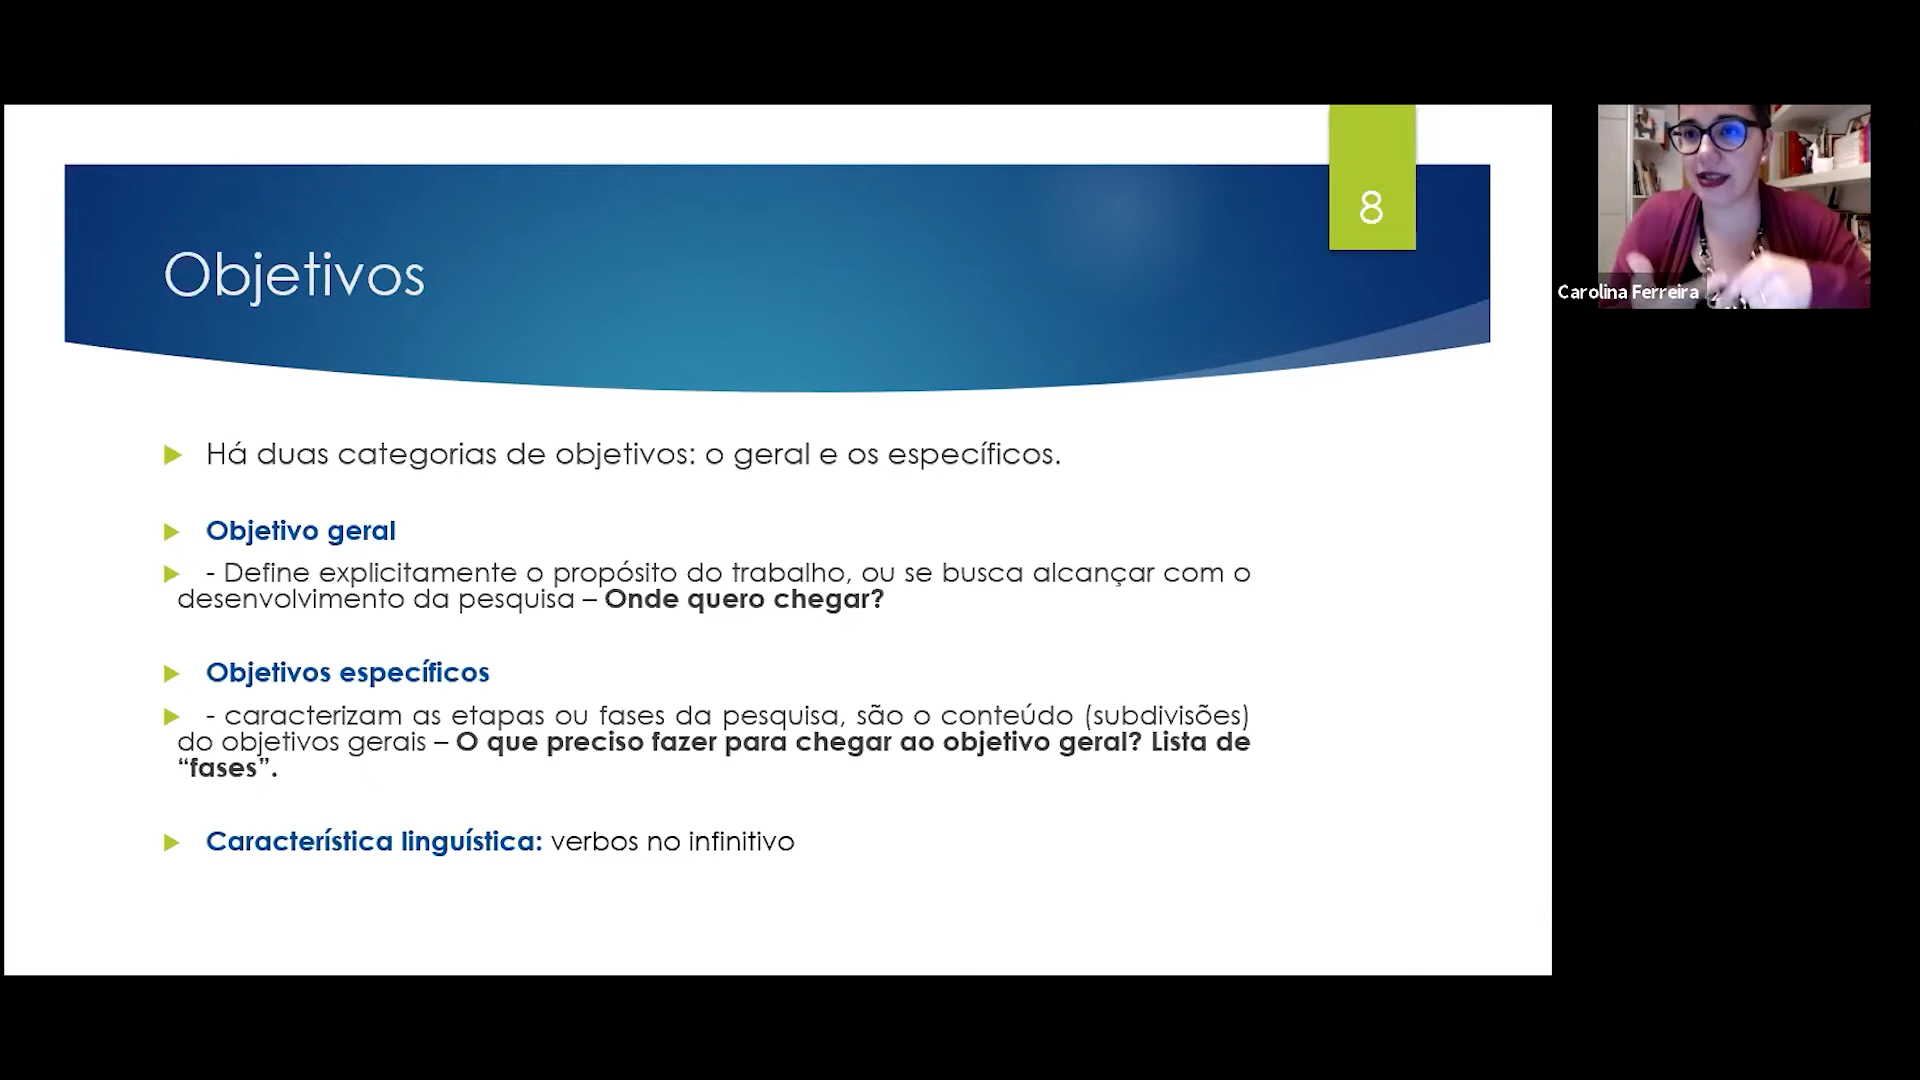 8
Objetivos
Carolina Ferreira
Há duas categorias de objetivos: o geral e os específicos.
Objetivo geral
- Define explicitamente o propósito do trabalho, ou se busca alcançar com o
desenvolvimento da pesquisa – Onde quero chegar?
Objetivos específicos
- caracterizam as etapas ou fases da pesquisa, são o conteúdo (subdivisões)
do objetivos gerais – O que preciso fazer para chegar ao objetivo geral? Lista de
“fases”.
Característica linguística: verbos no infinitivo